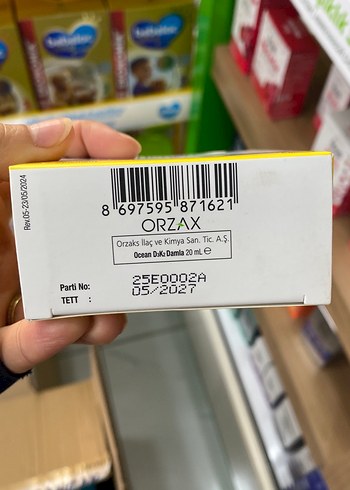 bebelac
bebelac
Rev.05-23/05/2024
8 697595 871621
ORZAX
Orzaks İlaç ve Kimya San. Tic. A.Ş.
Ocean D₃K₂ Damla 20 mL ℮
Parti No: 25E0002A
TETT : 05/2027